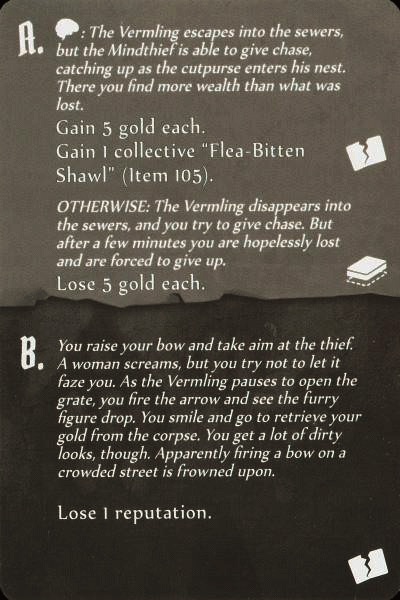 A. : The Vermling escapes into the sewers,
but the Mindthief is able to give chase,
catching up as the cutpurse enters his nest.
There you find more wealth than what was
lost.
Gain 5 gold each.
Gain 1 collective “Flea-Bitten
Shawl” (Item 105).
OTHERWISE: The Vermling disappears into
the sewers, and you try to give chase. But
after a few minutes you are hopelessly lost
and are forced to give up.
Lose 5 gold each.
B. You raise your bow and take aim at the thief.
A woman screams, but you try not to let it
faze you. As the Vermling pauses to open the
grate, you fire the arrow and see the furry
figure drop. You smile and go to retrieve your
gold from the corpse. You get a lot of dirty
looks, though. Apparently firing a bow on a
crowded street is frowned upon.
Lose 1 reputation.